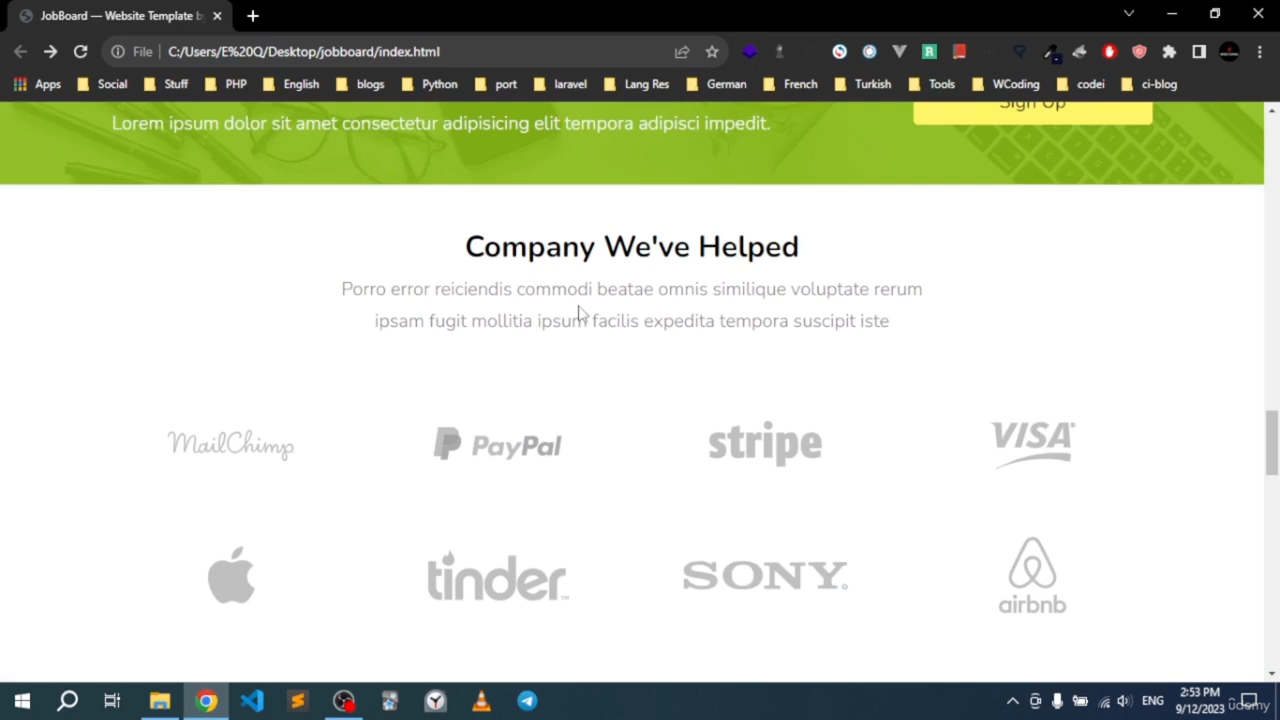 JobBoard — Website Template by
File
C:/Users/E%20Q/Desktop/jobboard/index.html
Apps Social Stuff PHP English blogs Python port laravel Lang Res German French Turkish Tools WCoding codei ci-blog
Lorem ipsum dolor sit amet consectetur adipisicing elit tempora adipisci impedit.
Sign Up
Company We've Helped
Porro error reiciendis commodi beatae omnis similique voluptate rerum
ipsam fugit mollitia ipsum facilis expedita tempora suscipit iste
MailChimp PayPal stripe VISA
tinder SONY airbnb
ENG
2:53 PM
9/12/2023
ûdemy